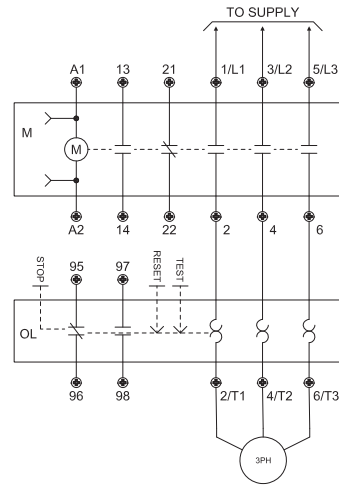 TO SUPPLY
A1 13 21 1/L1 3/L2 5/L3
M
M
A2 14 22 2 4 6
STOP 95 97 RESET TEST
OL
96 98 2/T1 4/T2 6/T3
3PH